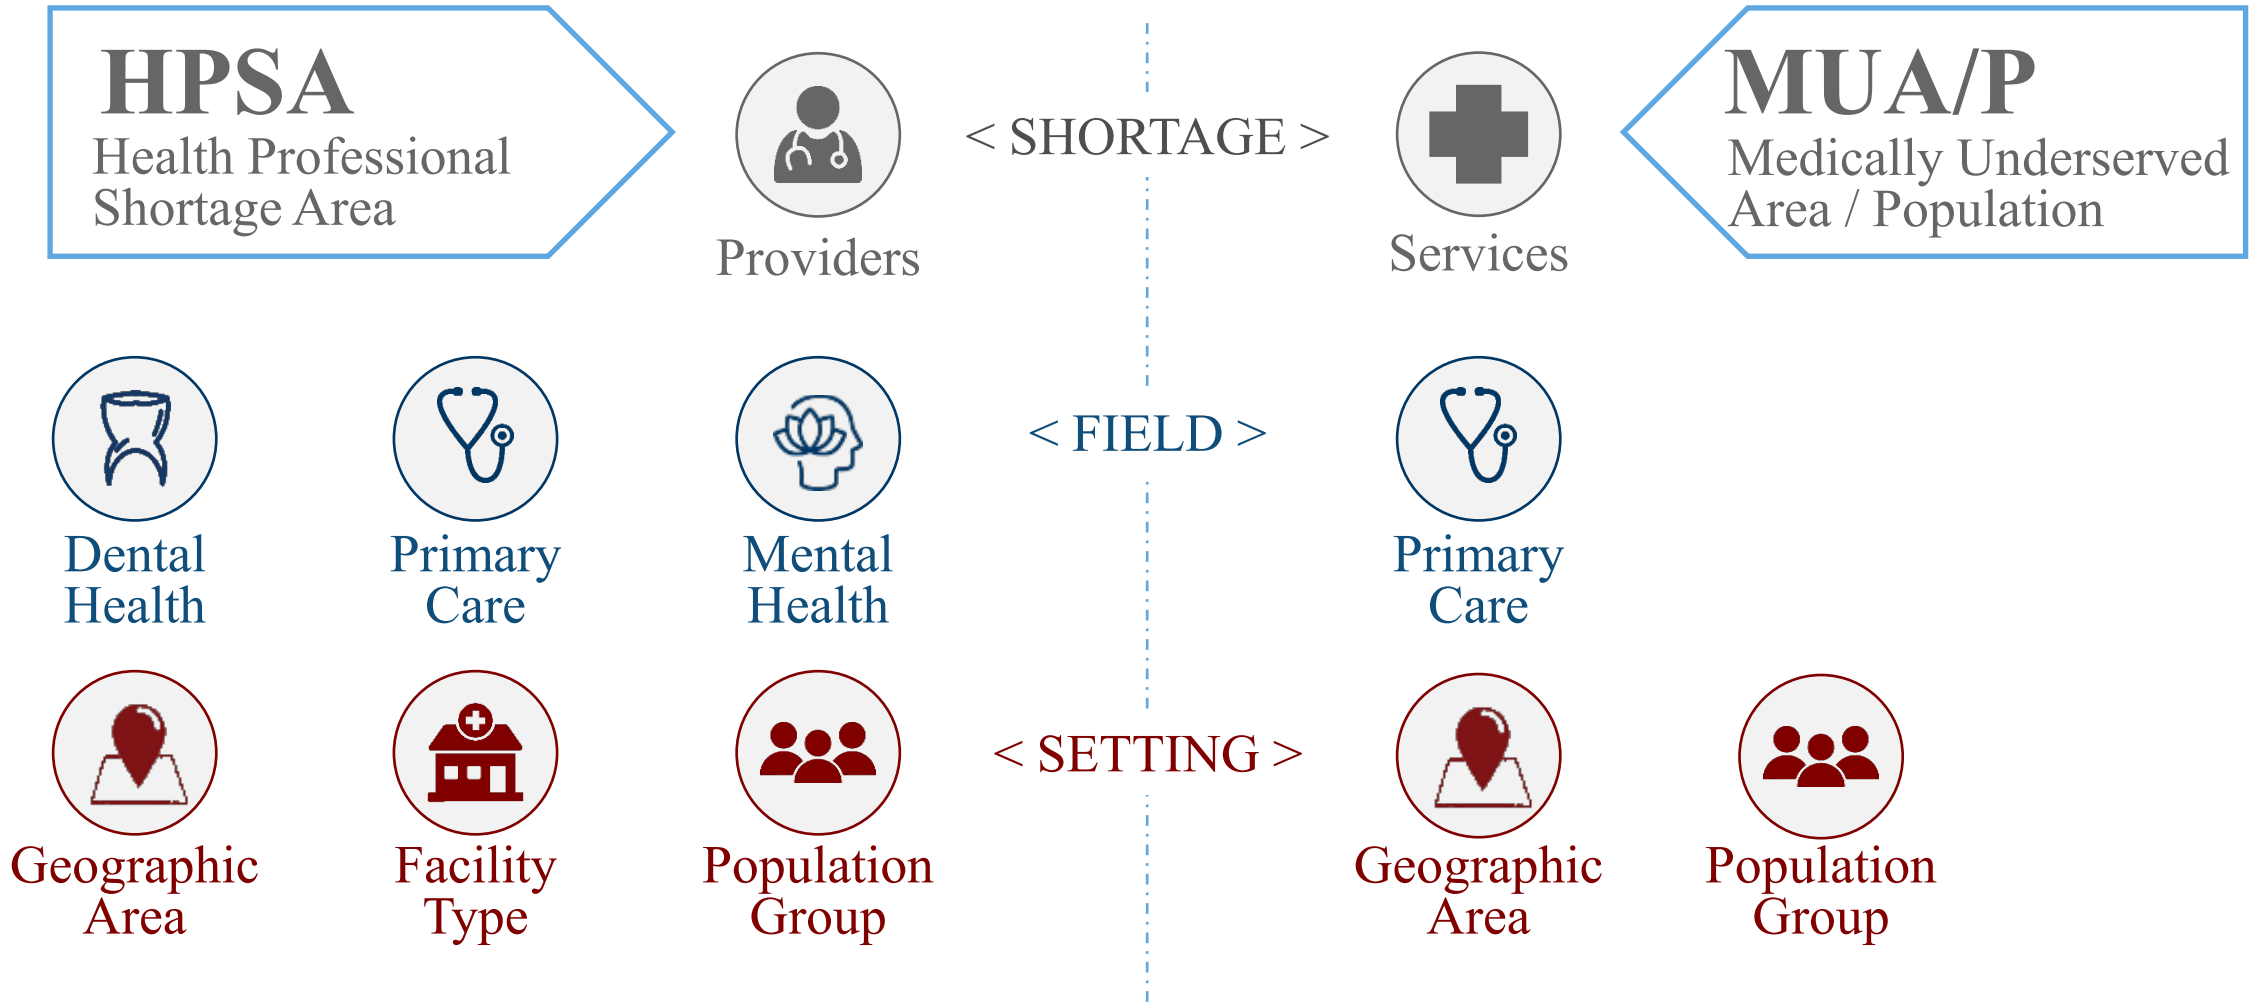 HPSA
Health Professional
Shortage Area
Providers
< SHORTAGE >
Services
MUA/P
Medically Underserved
Area / Population
Dental
Health
Primary
Care
Mental
Health
< FIELD >
Primary
Care
Geographic
Area
Facility
Type
Population
Group
< SETTING >
Geographic
Area
Population
Group